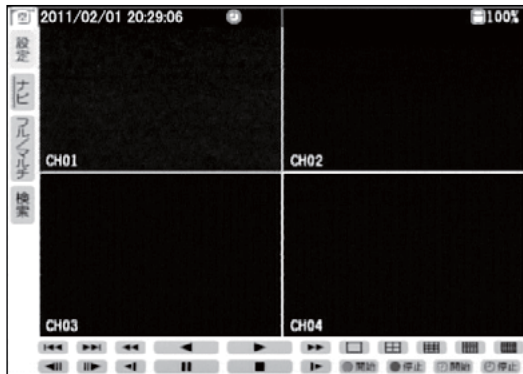 空
2011/02/01 20:29:06
100%
設定
ナビ
フル/マルチ
検索
CH01
CH02
CH03
CH04
開始
停止
開始
停止